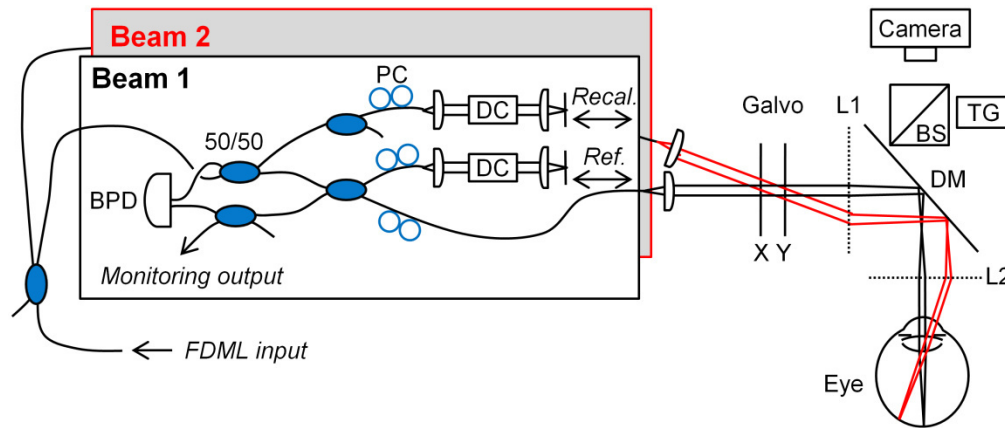 Beam 2
Beam 1
Camera
PC
DC
Recal.
Galvo
L1
TG
BS
50/50
DC
Ref.
DM
BPD
X
Y
Monitoring output
L2
FDML input
Eye